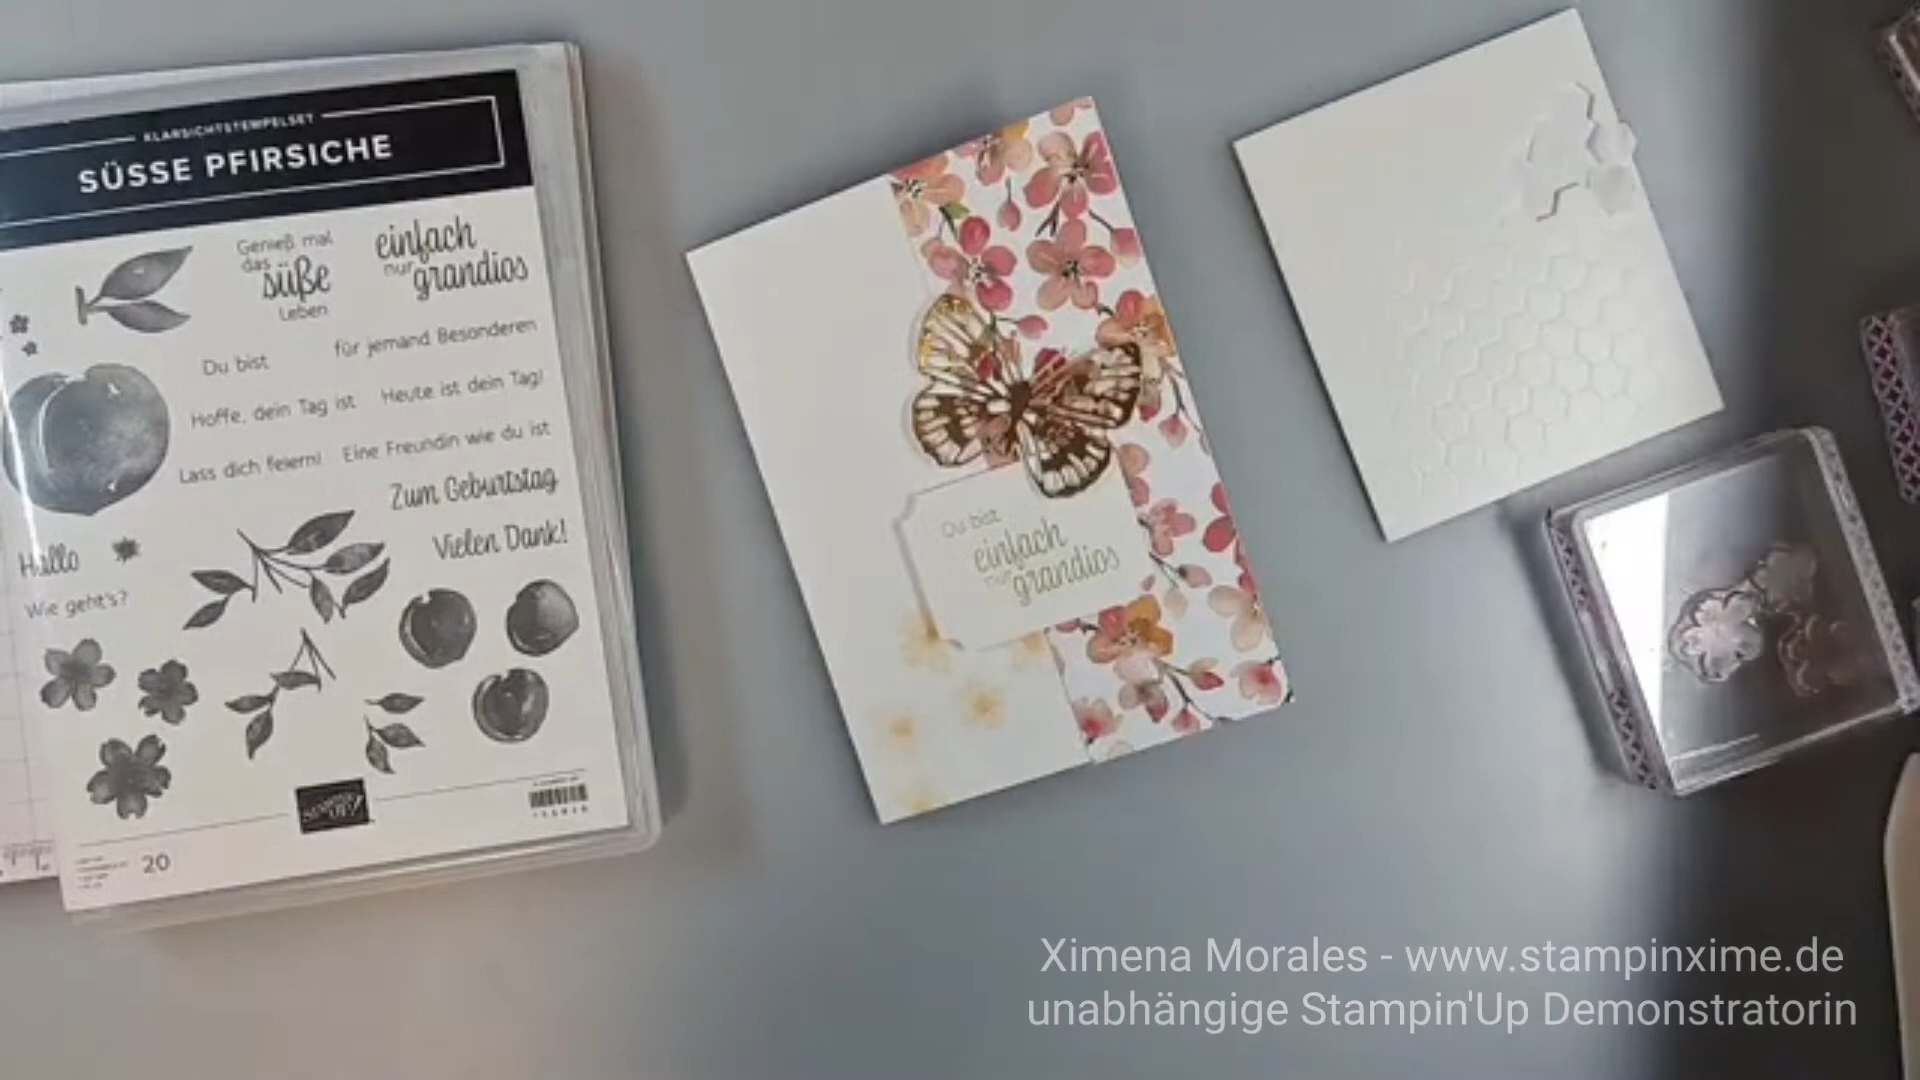 KLARSICHTSTEMPELSET
SÜSSE PFIRSICHE
Genieß mal
das süße
Leben
einfach
nur grandios
Du bist
für jemand Besonderen
Hoffe, dein Tag ist
Heute ist dein Tag!
Lass dich feiern!
Eine Freundin wie du ist
Zum Geburtstag
Hallo
Vielen Dank!
Wie geht's?
STAMPIN' UP!
20
Du bist
einfach
nur grandios
Ximena Morales - www.stampinxime.de
unabhängige Stampin'Up Demonstratorin